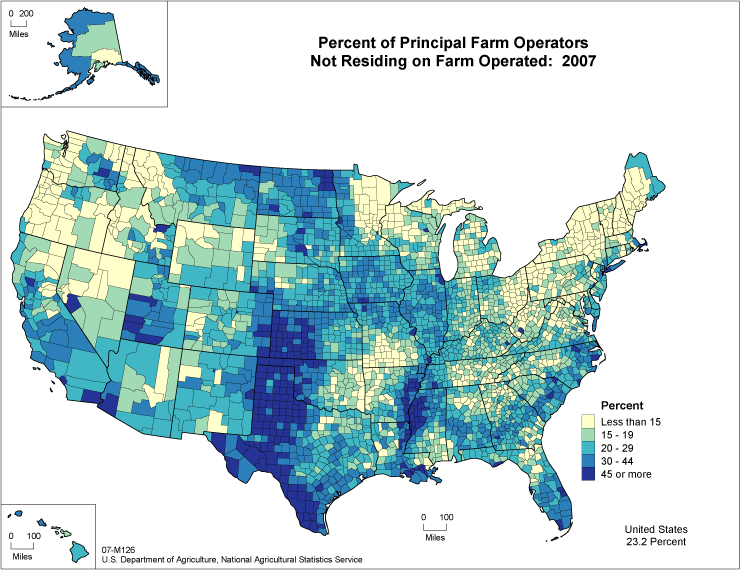 0 200
Miles
Percent of Principal Farm Operators
Not Residing on Farm Operated: 2007
Percent
Less than 15
15 - 19
20 - 29
30 - 44
45 or more
0 100
Miles
0 100
Miles
United States
23.2 Percent
07-M126
U.S. Department of Agriculture, National Agricultural Statistics Service